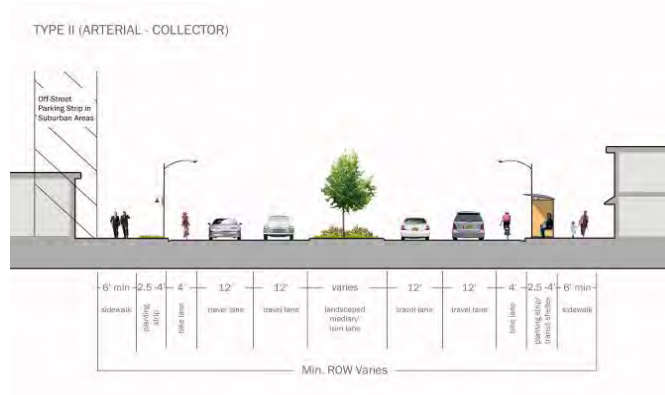 TYPE II (ARTERIAL - COLLECTOR)
Off-Street
Parking Strip in
Suburban Areas
6' min
2.5 -4'
4'
12'
12'
varies
12'
12'
4'
2.5 -4'
6' min
sidewalk
planting
strip
bike lane
travel lane
travel lane
landscaped
median/
turn lane
travel lane
travel lane
bike lane
planting strip/
transit shelter
sidewalk
Min. ROW Varies